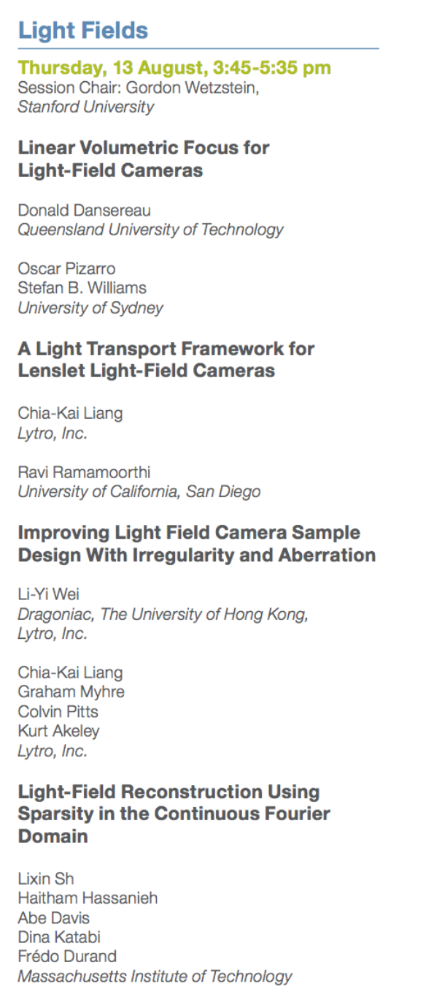 Light Fields
Thursday, 13 August, 3:45-5:35 pm
Session Chair: Gordon Wetzstein,
Stanford University
Linear Volumetric Focus for
Light-Field Cameras
Donald Dansereau
Queensland University of Technology
Oscar Pizarro
Stefan B. Williams
University of Sydney
A Light Transport Framework for
Lenslet Light-Field Cameras
Chia-Kai Liang
Lytro, Inc.
Ravi Ramamoorthi
University of California, San Diego
Improving Light Field Camera Sample
Design With Irregularity and Aberration
Li-Yi Wei
Dragoniac, The University of Hong Kong,
Lytro, Inc.
Chia-Kai Liang
Graham Myhre
Colvin Pitts
Kurt Akeley
Lytro, Inc.
Light-Field Reconstruction Using
Sparsity in the Continuous Fourier
Domain
Lixin Sh
Haitham Hassanieh
Abe Davis
Dina Katabi
Frédo Durand
Massachusetts Institute of Technology